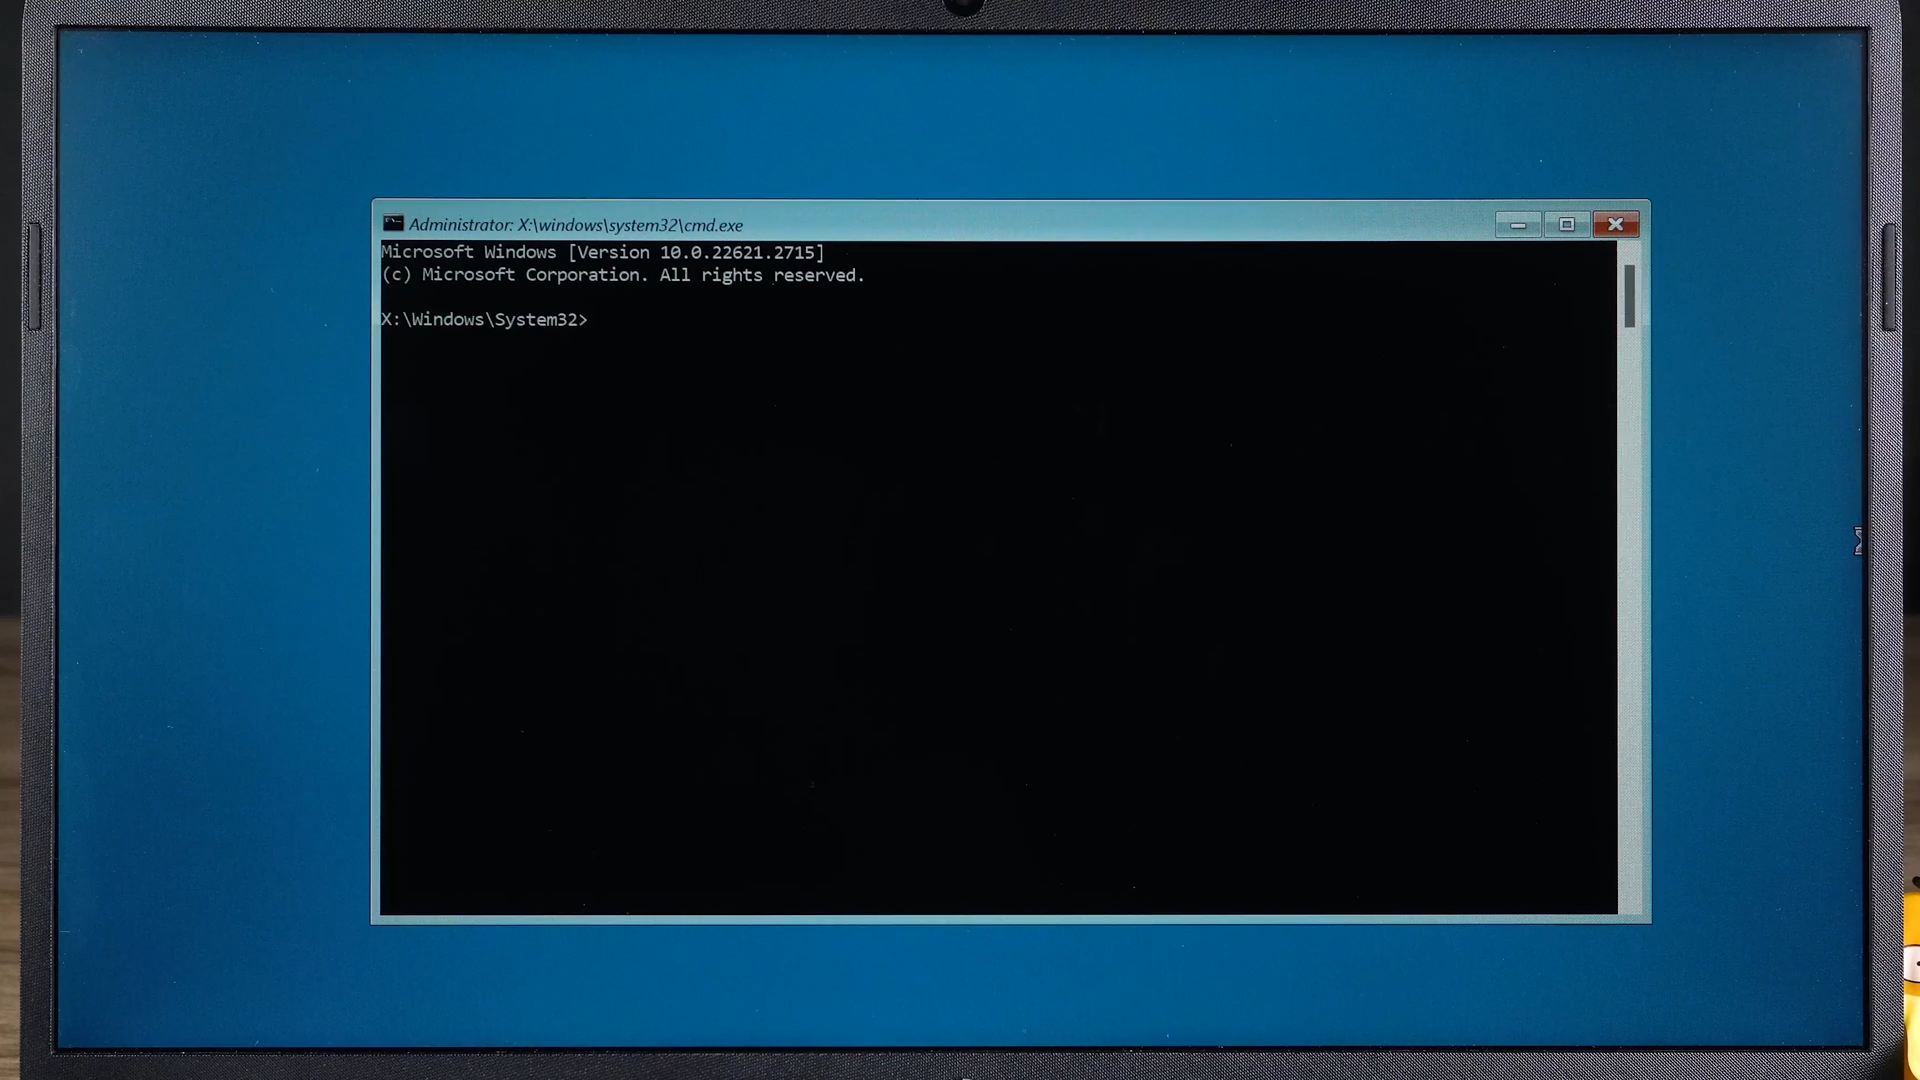 Administrator: X:\windows\system32\cmd.exe
Microsoft Windows [Version 10.0.22621.2715]
(c) Microsoft Corporation. All rights reserved.
X:\Windows\System32>